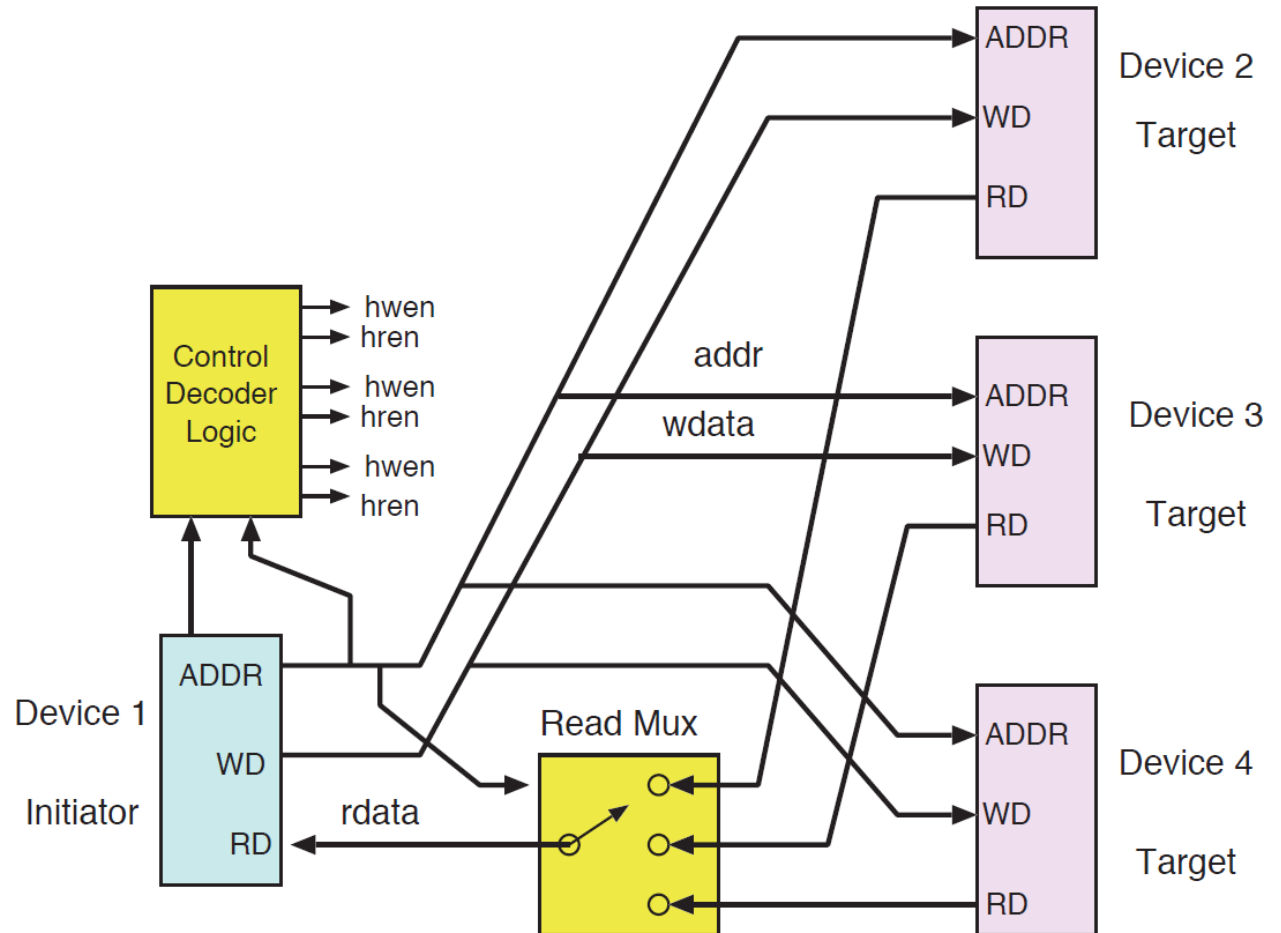 ADDR
Device 2
WD
Target
RD
Control
Decoder
Logic
hwen
hren
hwen
hren
hwen
hren
addr
wdata
ADDR
Device 3
WD
RD
Target
ADDR
Device 1
WD
Initiator
RD
rdata
Read Mux
ADDR
Device 4
WD
Target
RD